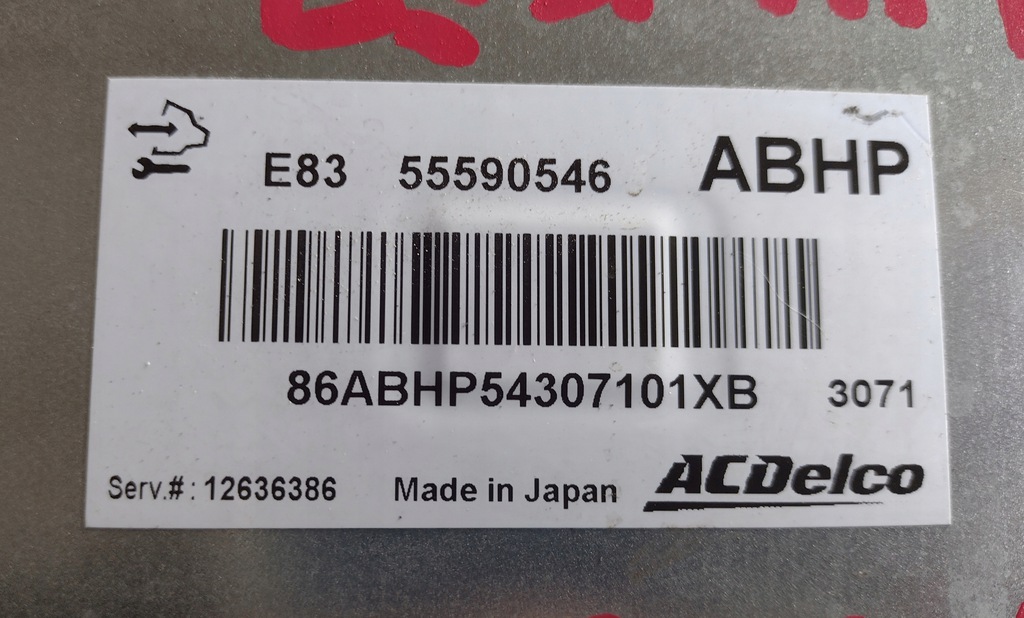 E83 55590546 ABHP
86ABHP54307101XB 3071
Serv.#: 12636386 Made in Japan ACDelco